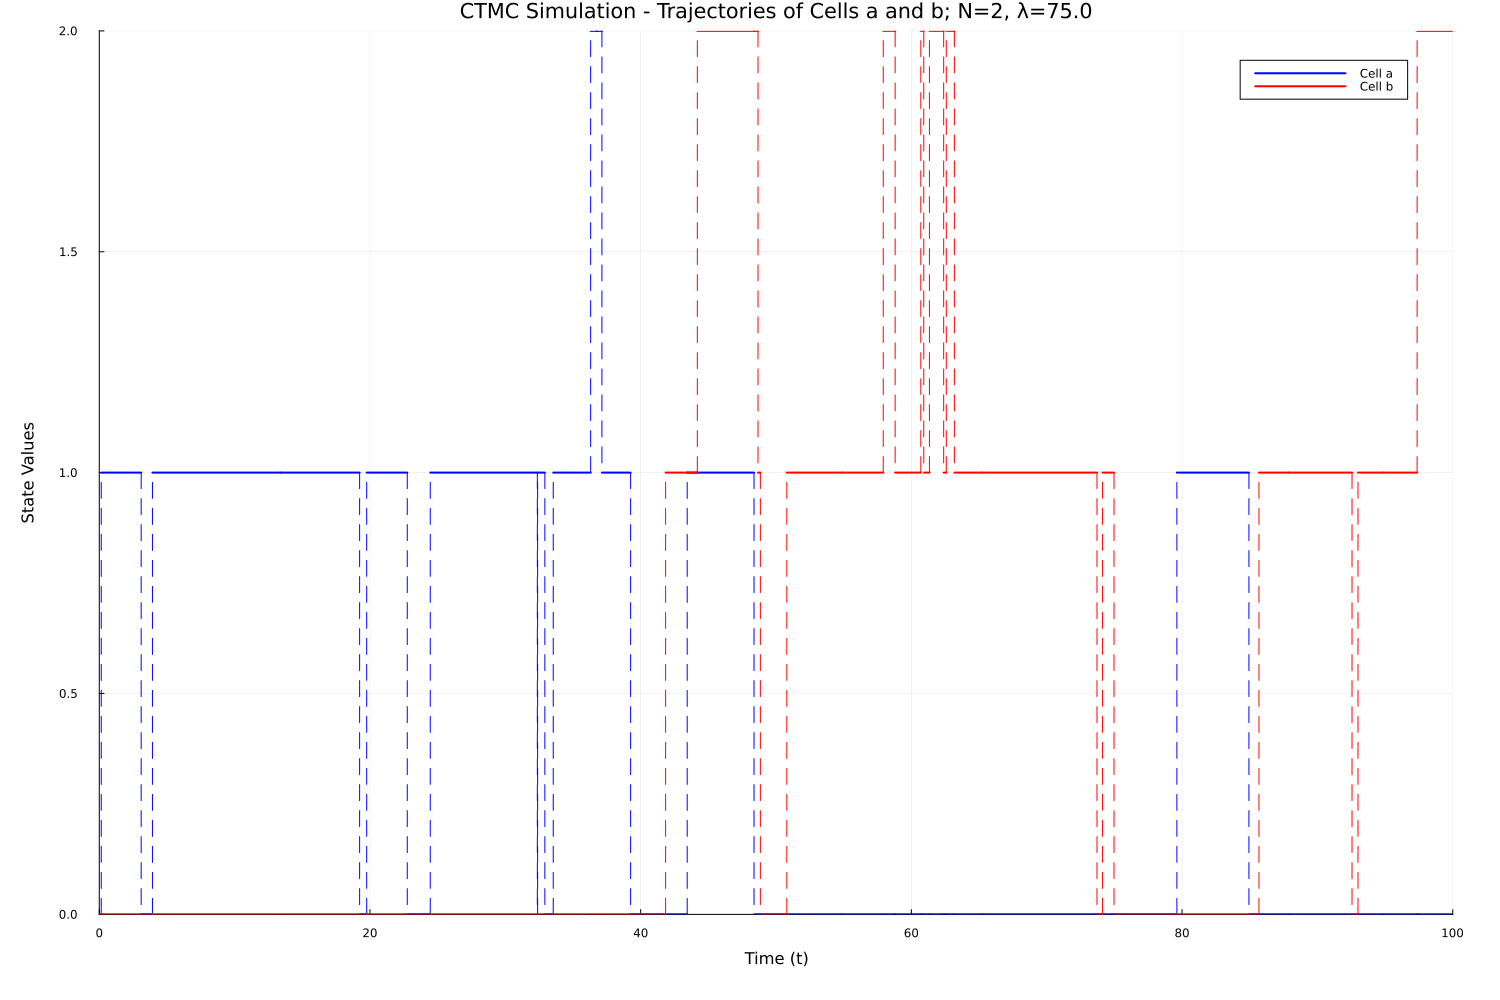 CTMC Simulation - Trajectories of Cells a and b; N=2, λ=75.0
2.0
Cell a
Cell b
1.5
1.0
State Values
0.5
0.0
0 20 40 60 80 100
Time (t)